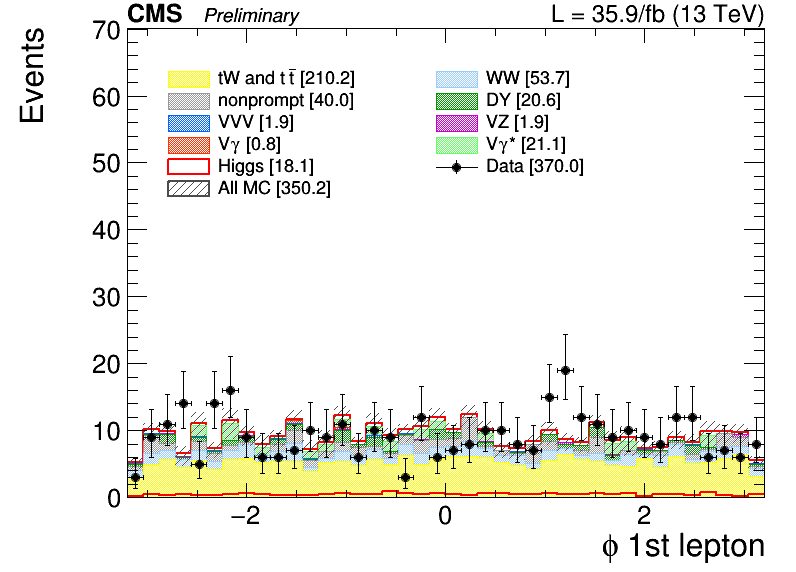 CMS Preliminary L = 35.9/fb (13 TeV)
Events
70
60
50
40
30
20
10
0
tW and t t̄ [210.2] WW [53.7]
nonprompt [40.0] DY [20.6]
VVV [1.9] VZ [1.9]
Vγ [0.8] Vγ* [21.1]
Higgs [18.1] Data [370.0]
All MC [350.2]
−2 0 2
ϕ 1st lepton